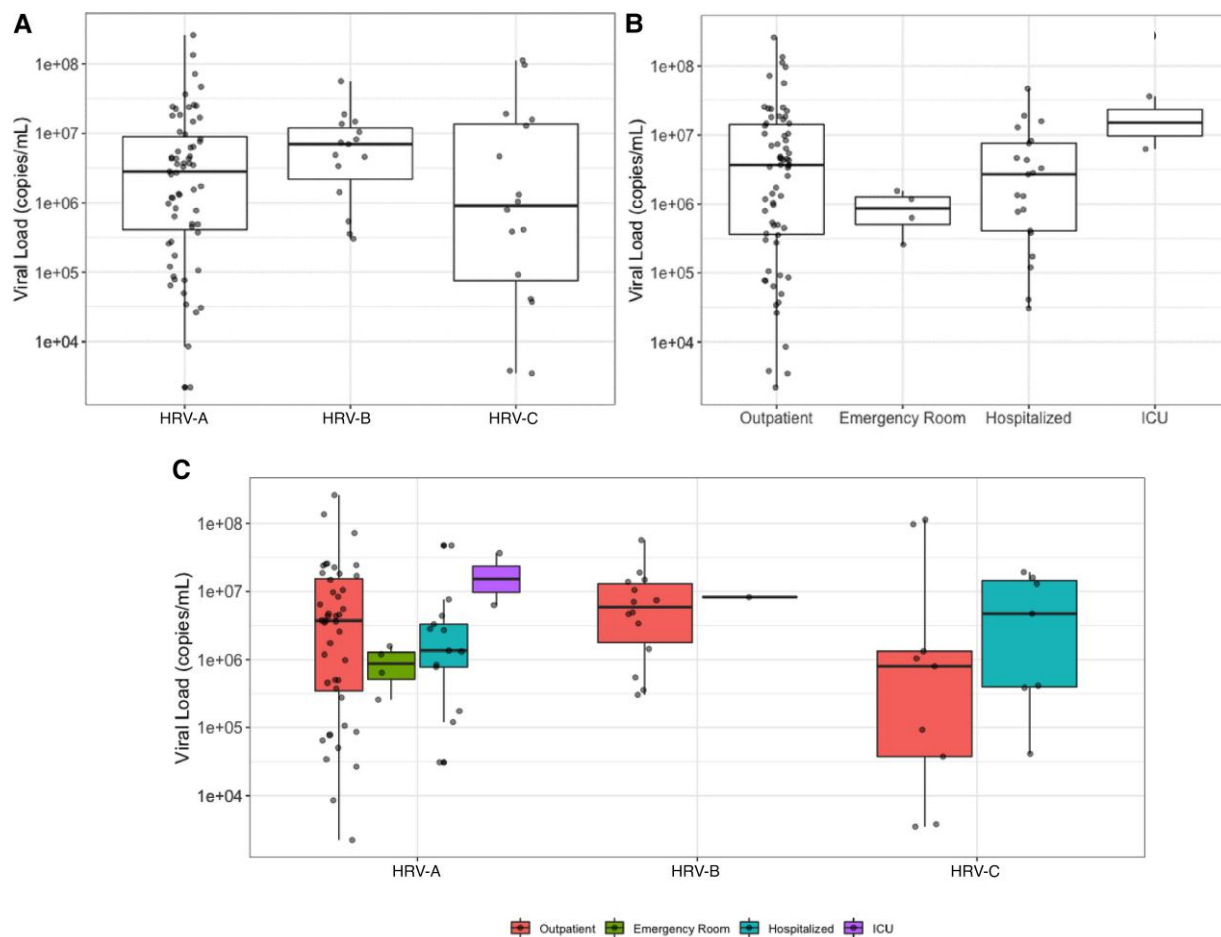 A
Viral Load (copies/mL)
1e+08
1e+07
1e+06
1e+05
1e+04
HRV-A HRV-B HRV-C
B
Viral Load (copies/mL)
1e+08
1e+07
1e+06
1e+05
1e+04
Outpatient Emergency Room Hospitalized ICU
C
Viral Load (copies/mL)
1e+08
1e+07
1e+06
1e+05
1e+04
HRV-A HRV-B HRV-C
Outpatient Emergency Room Hospitalized ICU